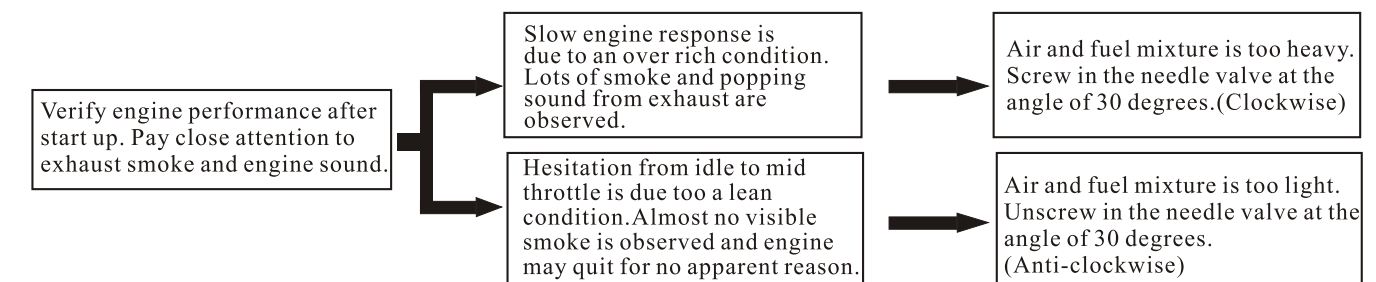 Verify engine performance after
start up. Pay close attention to
exhaust smoke and engine sound.
Slow engine response is
due to an over rich condition.
Lots of smoke and popping
sound from exhaust are
observed.
Air and fuel mixture is too heavy.
Screw in the needle valve at the
angle of 30 degrees.(Clockwise)
Hesitation from idle to mid
throttle is due too a lean
condition.Almost no visible
smoke is observed and engine
may quit for no apparent reason.
Air and fuel mixture is too light.
Unscrew in the needle valve at the
angle of 30 degrees.
(Anti-clockwise)